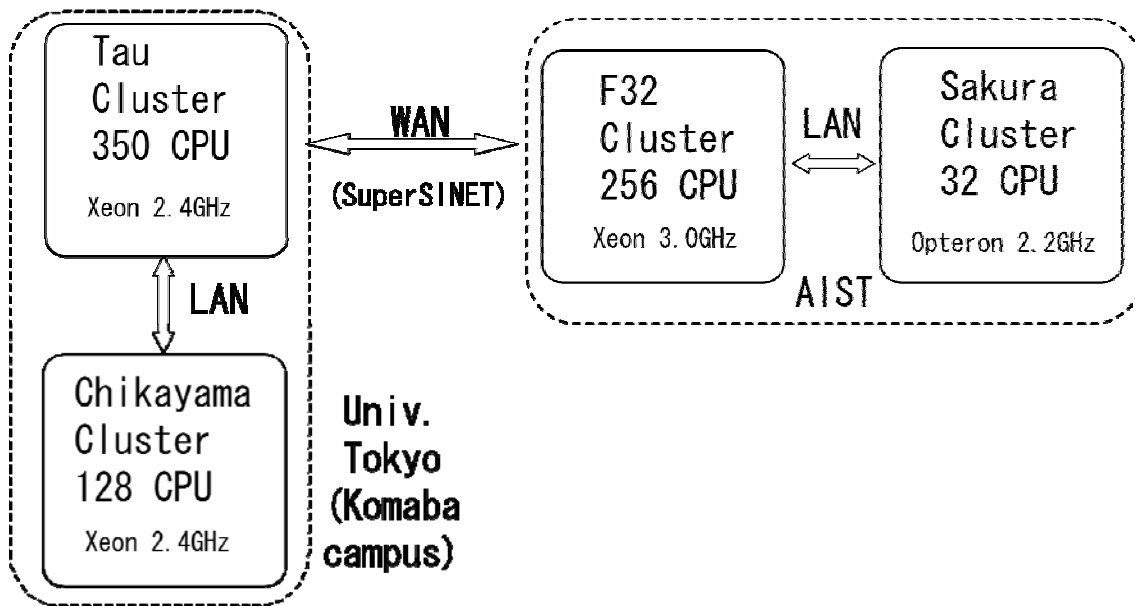 Tau
Cluster
350 CPU
Xeon 2.4GHz
LAN
Chikayama
Cluster
128 CPU
Xeon 2.4GHz
Univ.
Tokyo
(Komaba
campus)
WAN
(SuperSINET)
F32
Cluster
256 CPU
Xeon 3.0GHz
LAN
Sakura
Cluster
32 CPU
Opteron 2.2GHz
AIST